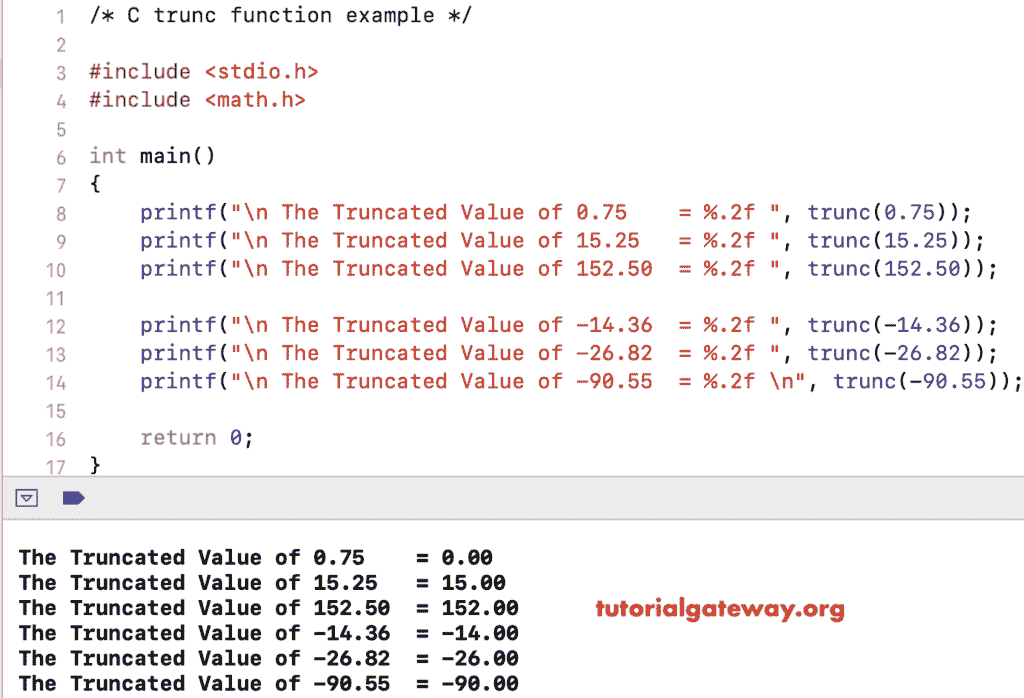 1 /* C trunc function example */
2
3 #include <stdio.h>
4 #include <math.h>
5
6 int main()
7 {
8     printf("\n The Truncated Value of 0.75    = %.2f ", trunc(0.75));
9     printf("\n The Truncated Value of 15.25   = %.2f ", trunc(15.25));
10     printf("\n The Truncated Value of 152.50  = %.2f ", trunc(152.50));
11
12     printf("\n The Truncated Value of -14.36  = %.2f ", trunc(-14.36));
13     printf("\n The Truncated Value of -26.82  = %.2f ", trunc(-26.82));
14     printf("\n The Truncated Value of -90.55  = %.2f \n", trunc(-90.55));
15
16     return 0;
17 }
The Truncated Value of 0.75    = 0.00
The Truncated Value of 15.25   = 15.00
The Truncated Value of 152.50  = 152.00
tutorialgateway.org
The Truncated Value of -14.36  = -14.00
The Truncated Value of -26.82  = -26.00
The Truncated Value of -90.55  = -90.00